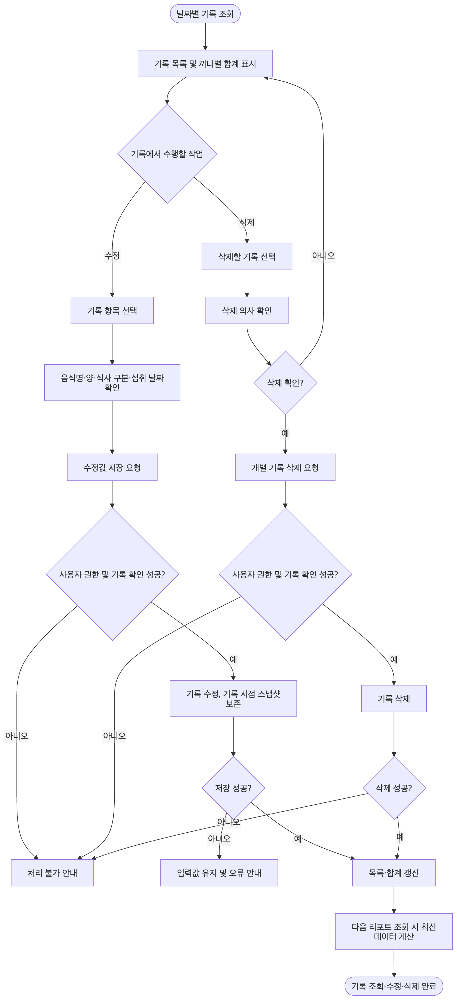 날짜별 기록 조회
기록 목록 및 끼니별 합계 표시
기록에서 수행할 작업
삭제
수정
아니오
삭제할 기록 선택
기록 항목 선택
삭제 의사 확인
음식명·양·식사 구분·섭취 날짜
확인
삭제 확인?
예
수정값 저장 요청
개별 기록 삭제 요청
사용자 권한 및 기록 확인 성공?
사용자 권한 및 기록 확인 성공?
예
예
기록 수정, 기록 시점 스냅샷
보존
기록 삭제
아니오
아니오
저장 성공?
삭제 성공?
아니오
아니오
예
예
처리 불가 안내
입력값 유지 및 오류 안내
목록·합계 갱신
다음 리포트 조회 시 최신
데이터 계산
기록 조회·수정·삭제 완료